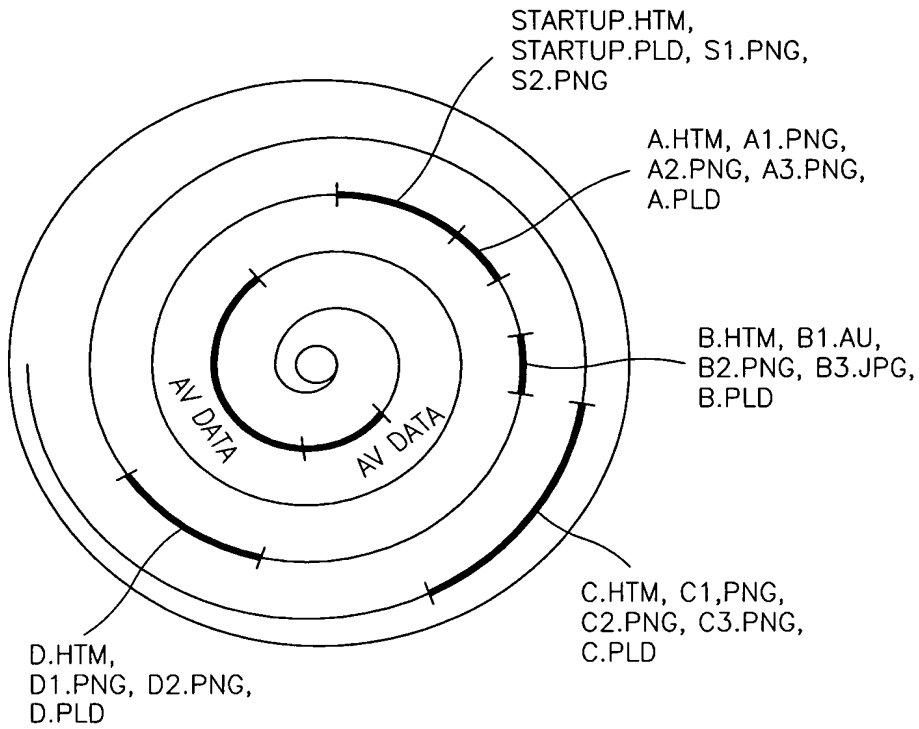 STARTUP.HTM,
STARTUP.PLD, S1.PNG,
S2.PNG
A.HTM, A1.PNG,
A2.PNG, A3.PNG,
A.PLD
B.HTM, B1.AU,
B2.PNG, B3.JPG,
B.PLD
AV DATA
AV DATA
C.HTM, C1,PNG,
C2.PNG, C3.PNG,
C.PLD
D.HTM,
D1.PNG, D2.PNG,
D.PLD